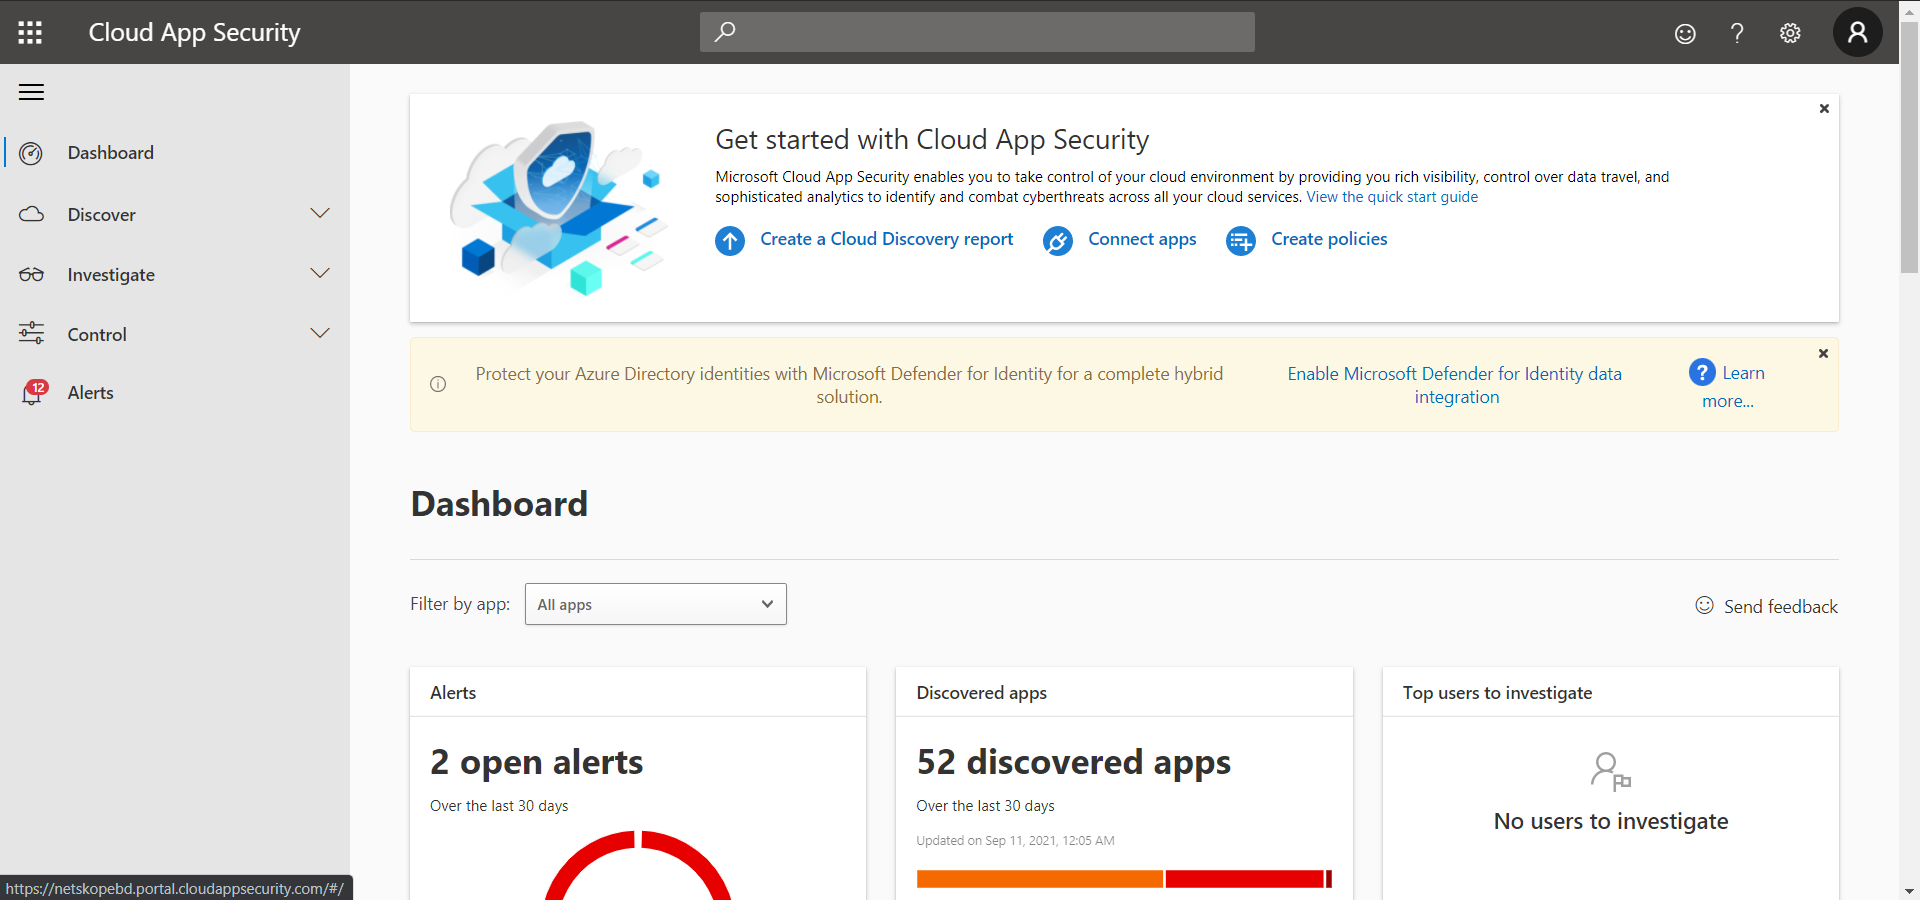 Cloud App Security
?
Dashboard
Discover
Investigate
Control
12
Alerts
Get started with Cloud App Security
Microsoft Cloud App Security enables you to take control of your cloud environment by providing you rich visibility, control over data travel, and
sophisticated analytics to identify and combat cyberthreats across all your cloud services. View the quick start guide
Create a Cloud Discovery report
Connect apps
Create policies
Protect your Azure Directory identities with Microsoft Defender for Identity for a complete hybrid
solution.
Enable Microsoft Defender for Identity data
integration
? Learn
more...
Dashboard
Filter by app:
All apps
Send feedback
Alerts
2 open alerts
Over the last 30 days
Discovered apps
52 discovered apps
Over the last 30 days
Updated on Sep 11, 2021, 12:05 AM
Top users to investigate
No users to investigate
https://netskopebd.portal.cloudappsecurity.com/#/